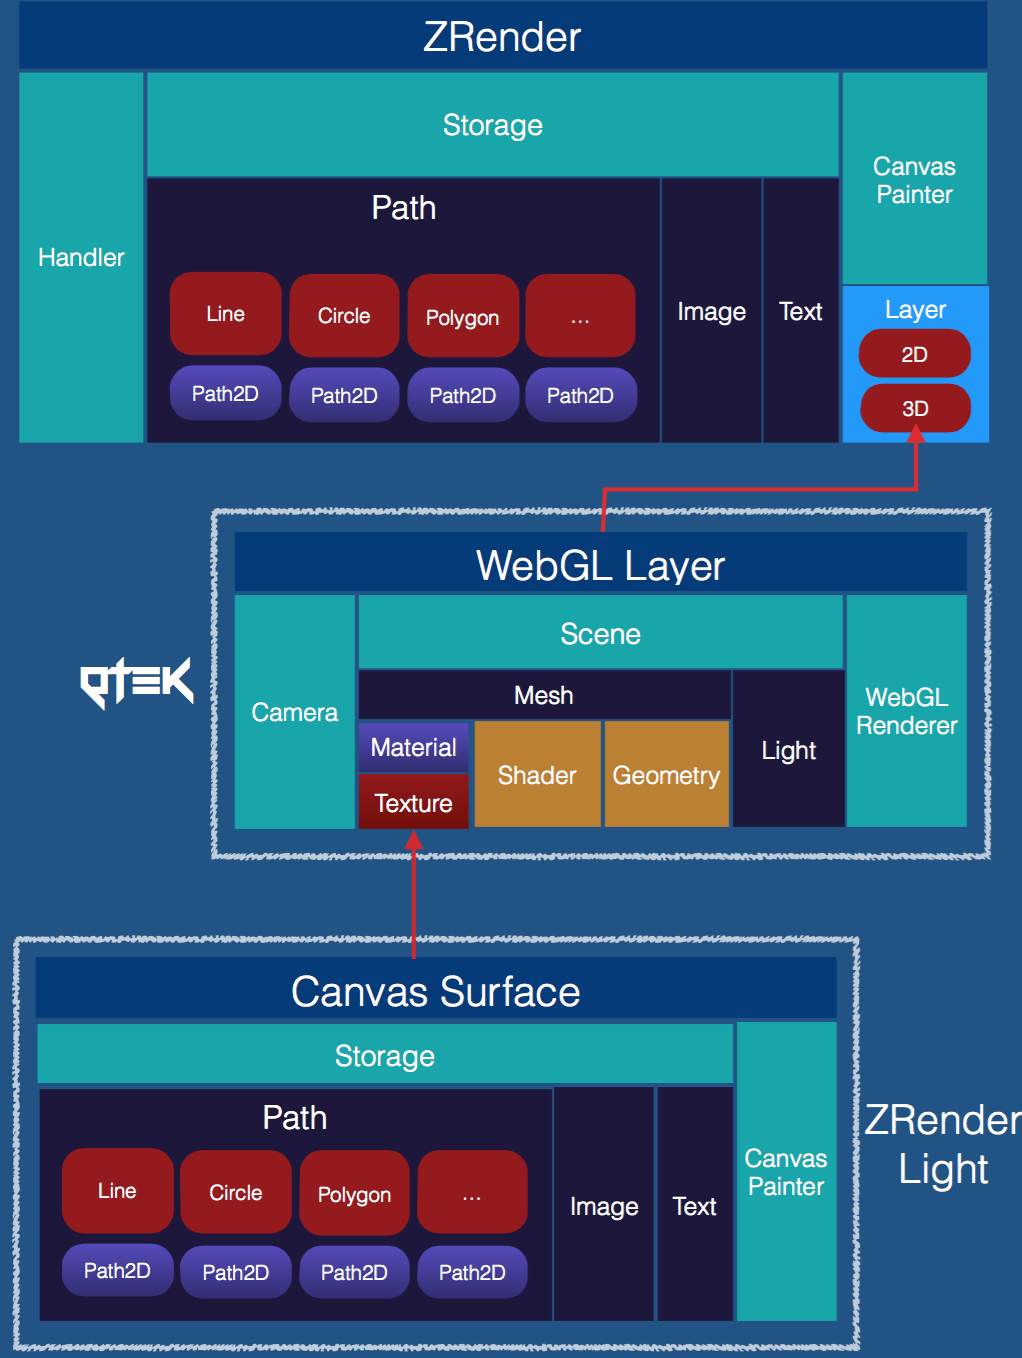 ZRender
Storage
Canvas
Painter
Handler
Path
Line
Circle
Polygon
...
Path2D
Path2D
Path2D
Path2D
Image
Text
Layer
2D
3D
QTEK
WebGL Layer
Scene
Camera
Mesh
Material
Texture
Shader
Geometry
Light
WebGL
Renderer
Canvas Surface
Storage
Path
Line
Circle
Polygon
...
Path2D
Path2D
Path2D
Path2D
Image
Text
Canvas
Painter
ZRender
Light